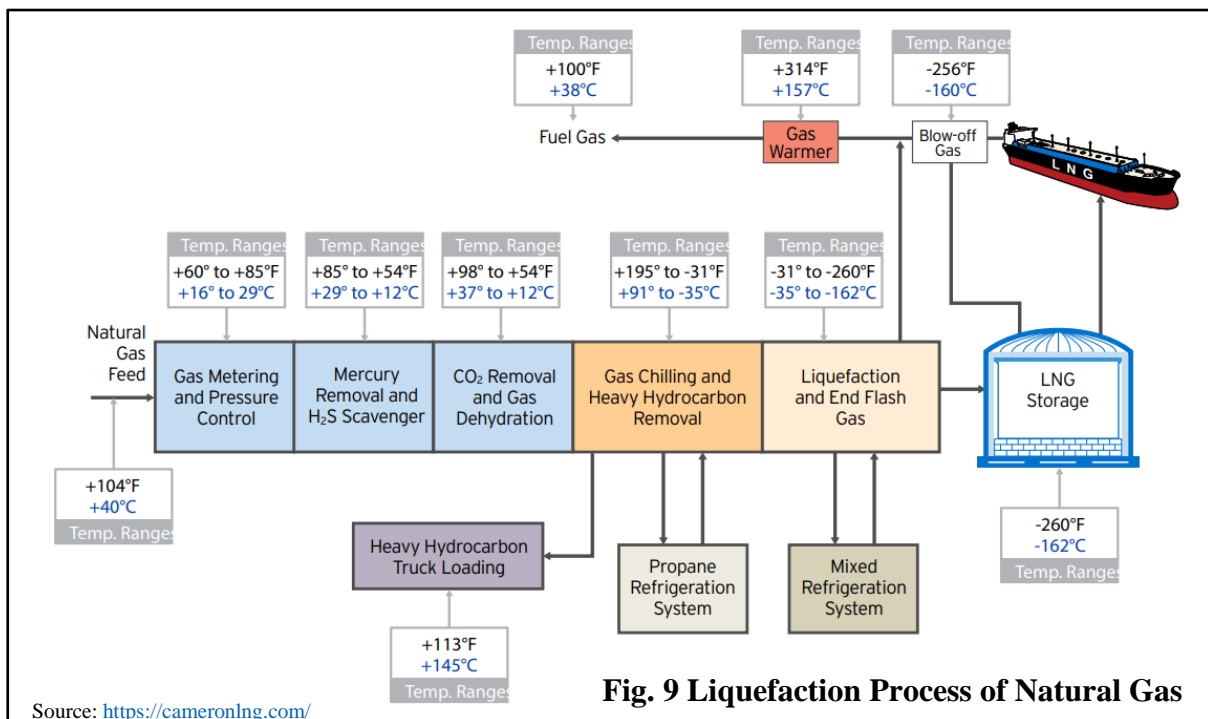 Temp. Ranges
+100°F
+38°C
Fuel Gas
Temp. Ranges
+314°F
+157°C
Gas
Warmer
Temp. Ranges
-256°F
-160°C
Blow-off
Gas
L N G
Temp. Ranges
+60° to +85°F
+16° to 29°C
Temp. Ranges
+85° to +54°F
+29° to +12°C
Temp. Ranges
+98° to +54°F
+37° to +12°C
Temp. Ranges
+195° to -31°F
+91° to -35°C
Temp. Ranges
-31° to -260°F
-35° to -162°C
Natural
Gas
Feed
Gas Metering
and Pressure
Control
Mercury
Removal and
H₂S Scavenger
CO₂ Removal
and Gas
Dehydration
Gas Chilling and
Heavy Hydrocarbon
Removal
Liquefaction
and End Flash
Gas
LNG
Storage
+104°F
+40°C
Temp. Ranges
Heavy Hydrocarbon
Truck Loading
Propane
Refrigeration
System
Mixed
Refrigeration
System
-260°F
-162°C
Temp. Ranges
+113°F
+145°C
Temp. Ranges
Fig. 9 Liquefaction Process of Natural Gas
Source: https://cameronlng.com/